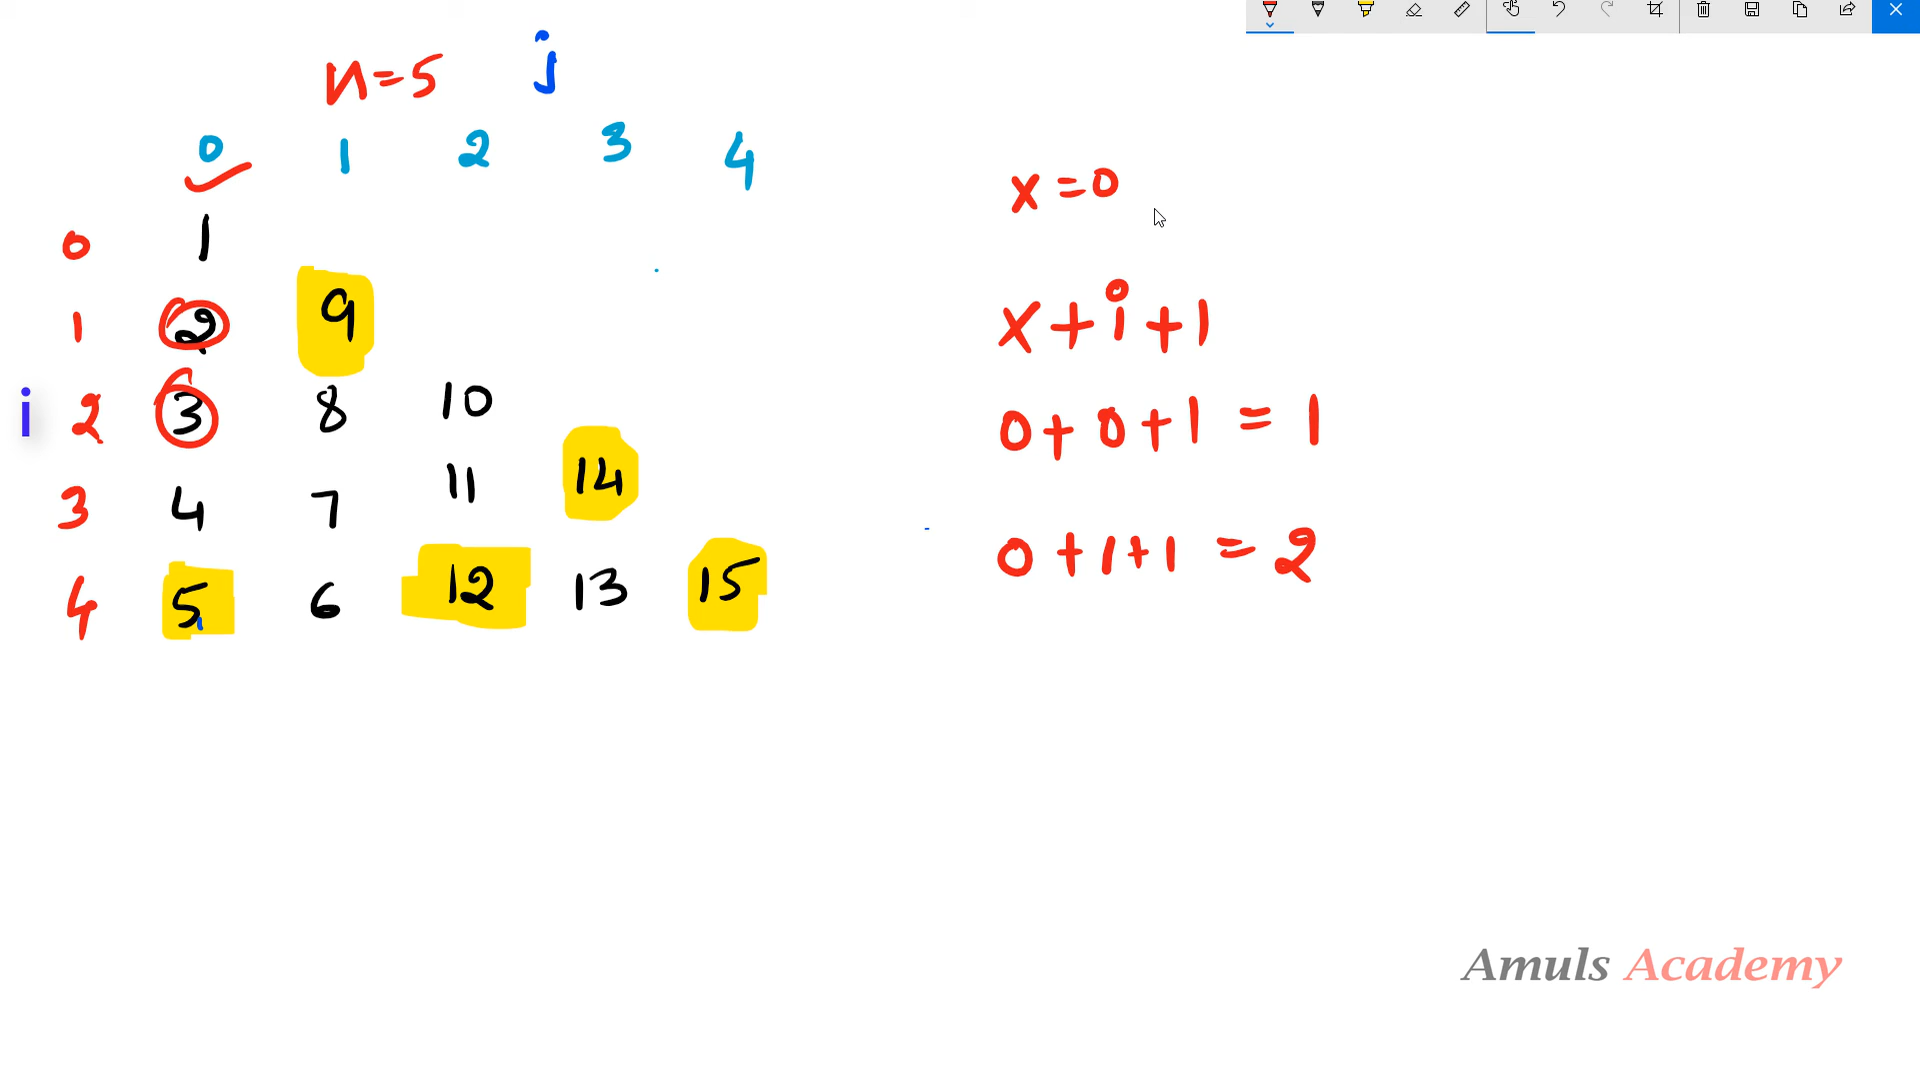 n=5 j
0 1 2 3 4
x=0
0 1
1 2 9
x+i+1
i 2 3 8 10
0+0+1=1
3 4 7 11 14
0+1+1=2
4 5 6 12 13 15
Amuls Academy